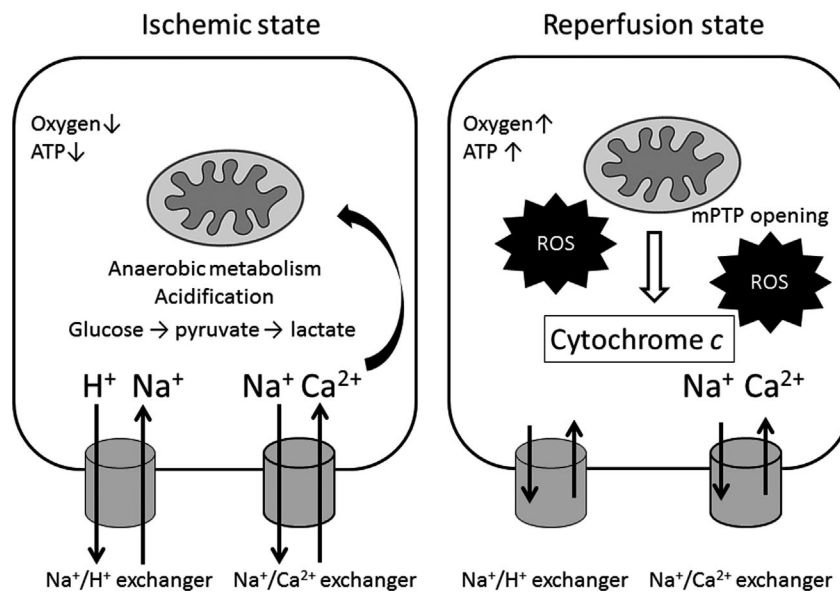 Ischemic state
Oxygen↓
ATP↓
Anaerobic metabolism
Acidification
Glucose → pyruvate → lactate
H⁺ Na⁺
Na⁺ Ca²⁺
Na⁺/H⁺ exchanger
Na⁺/Ca²⁺ exchanger
Reperfusion state
Oxygen↑
ATP ↑
mPTP opening
ROS
ROS
Cytochrome c
Na⁺ Ca²⁺
Na⁺/H⁺ exchanger
Na⁺/Ca²⁺ exchanger